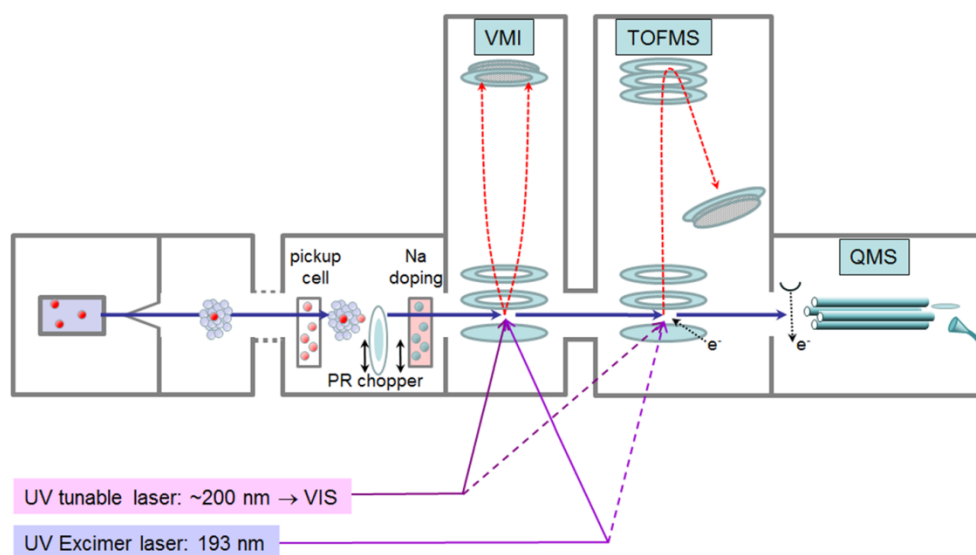 VMI
TOFMS
QMS
pickup
cell
Na
doping
PR chopper
e-
e-
UV tunable laser: ~200 nm → VIS
UV Excimer laser: 193 nm